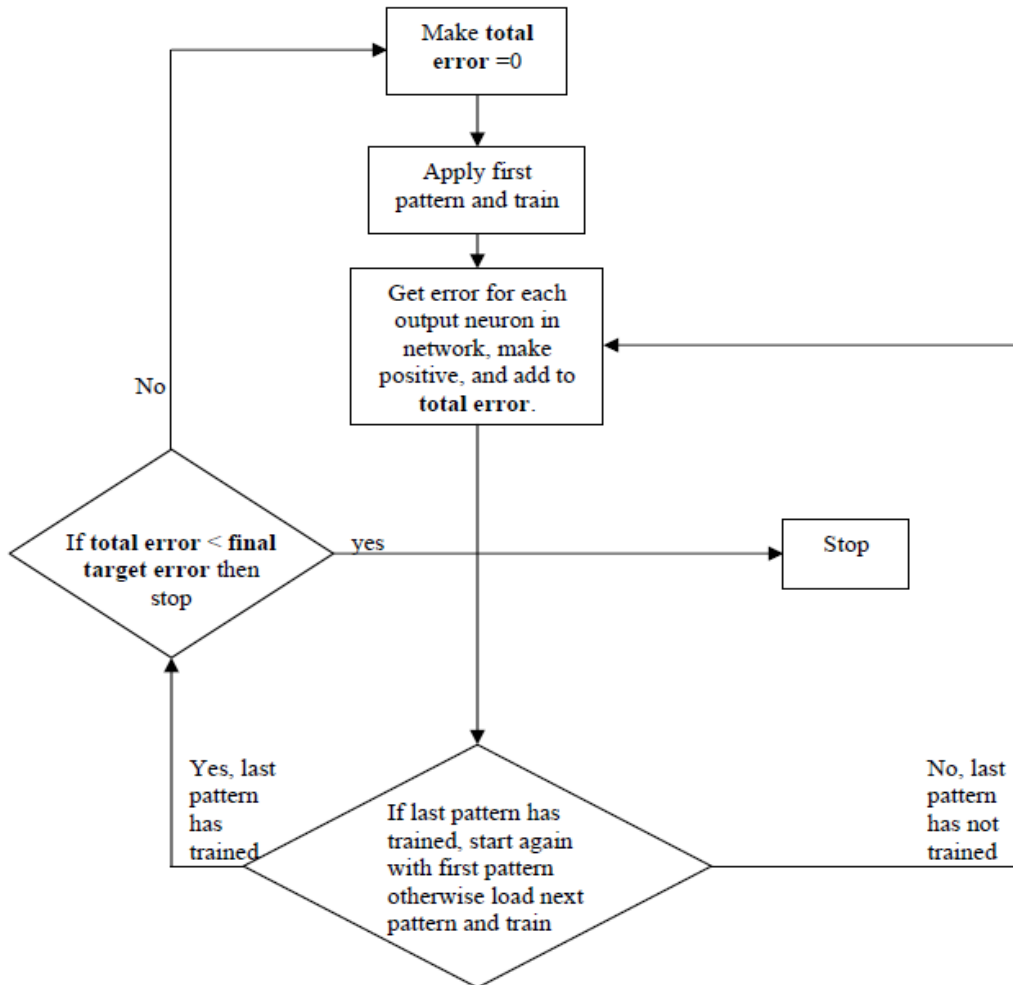 Make total
error =0
Apply first
pattern and train
Get error for each
output neuron in
network, make
positive, and add to
total error.
No
If total error < final
target error then
stop
yes
Stop
Yes, last
pattern
has
trained
If last pattern has
trained, start again
with first pattern
otherwise load next
pattern and train
No, last
pattern
has not
trained